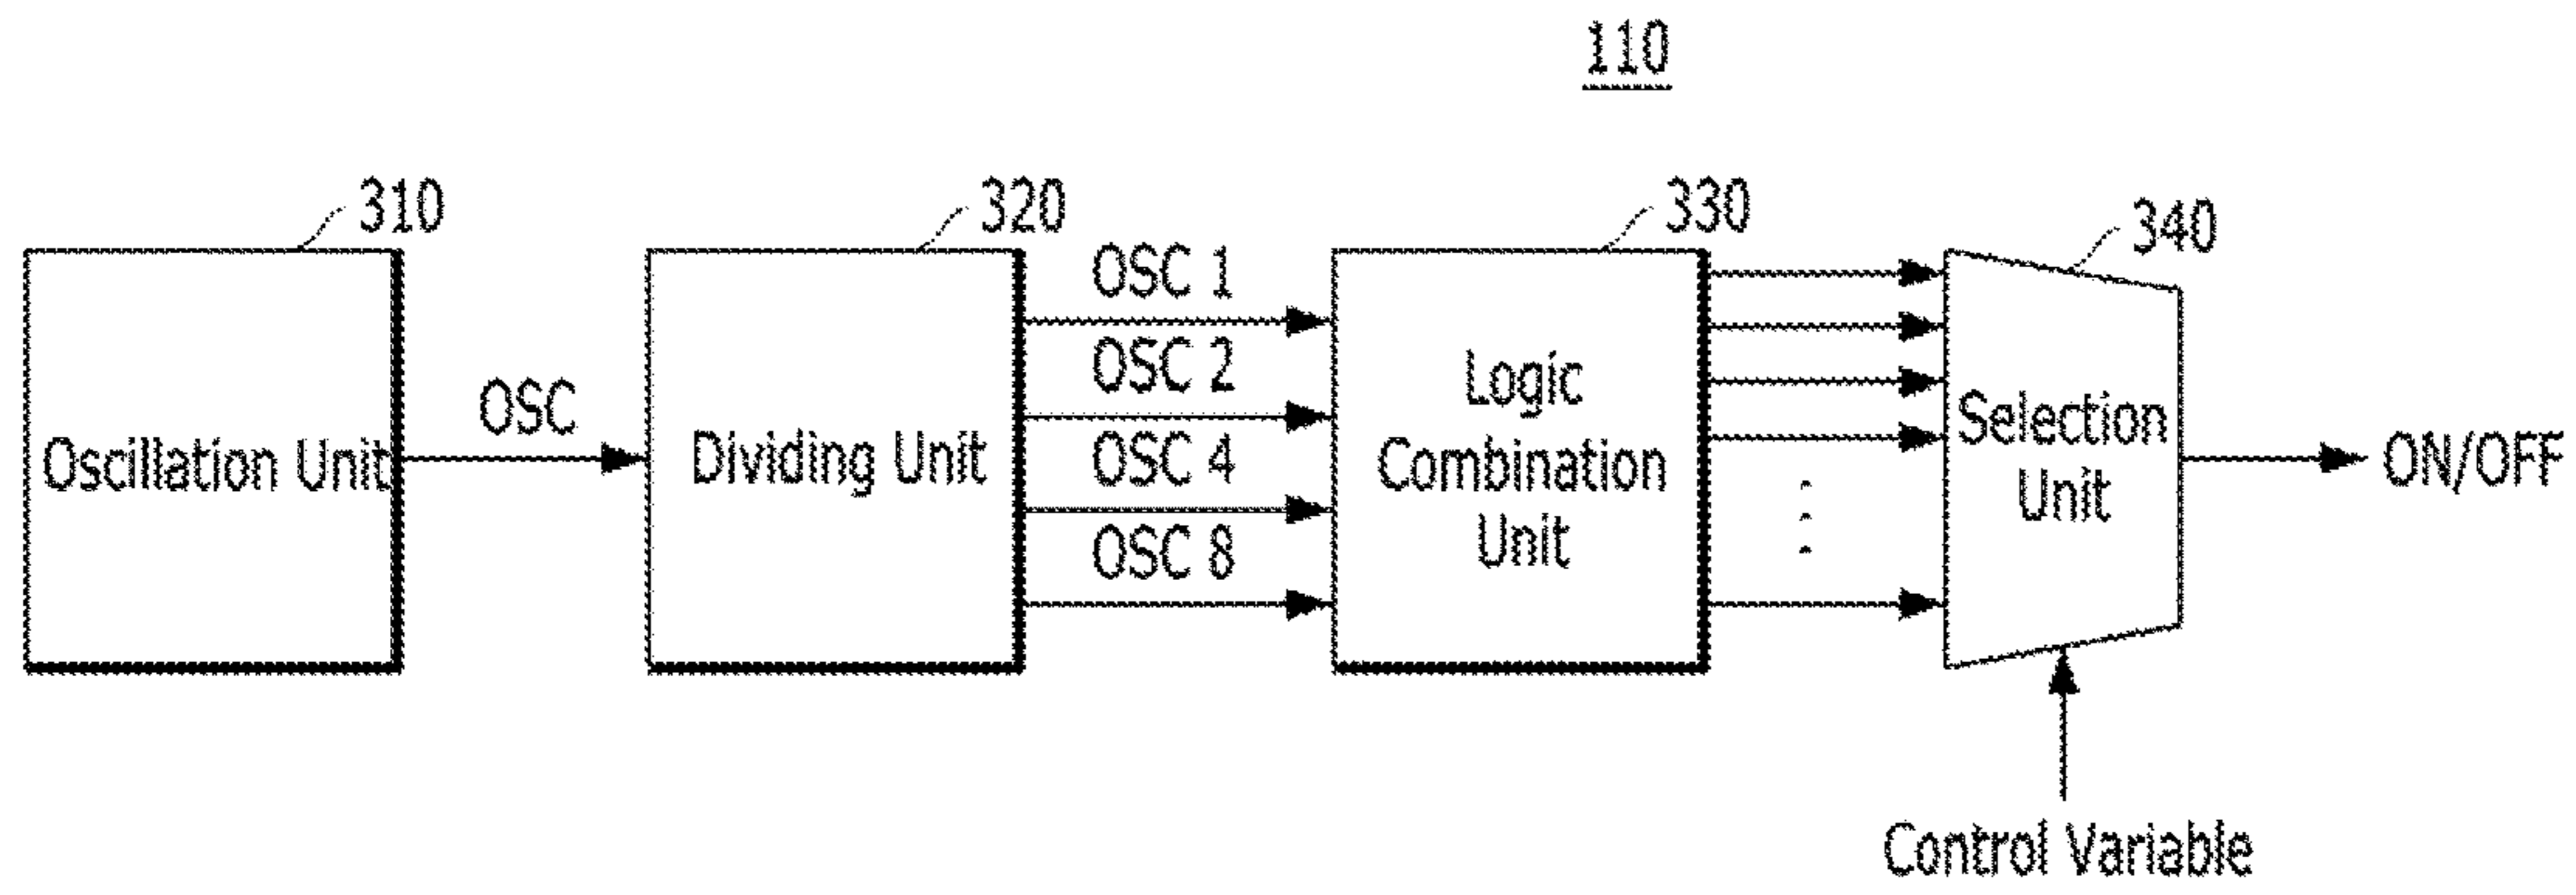 110
310
320
330
340
Oscillation Unit
OSC
Dividing Unit
OSC 1
OSC 2
OSC 4
OSC 8
Logic
Combination
Unit
Selection
Unit
ON/OFF
Control Variable